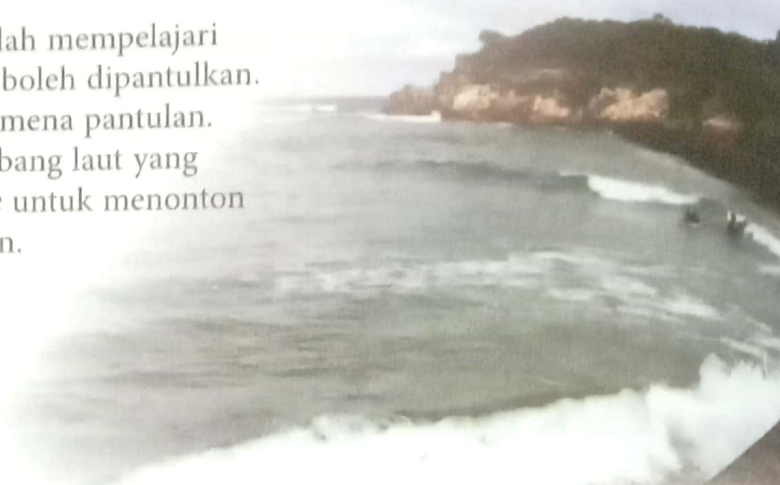 lah mempelajari
boleh dipantulkan.
mena pantulan.
bang laut yang
untuk menonton
n.